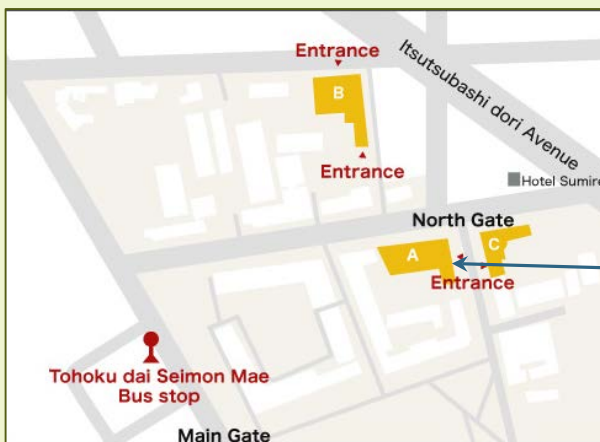 Entrance
B
Itsutsubashi dori Avenue
Entrance
Hotel Sumire
North Gate
A
C
Entrance
Tohoku dai Seimon Mae
Bus stop
Main Gate